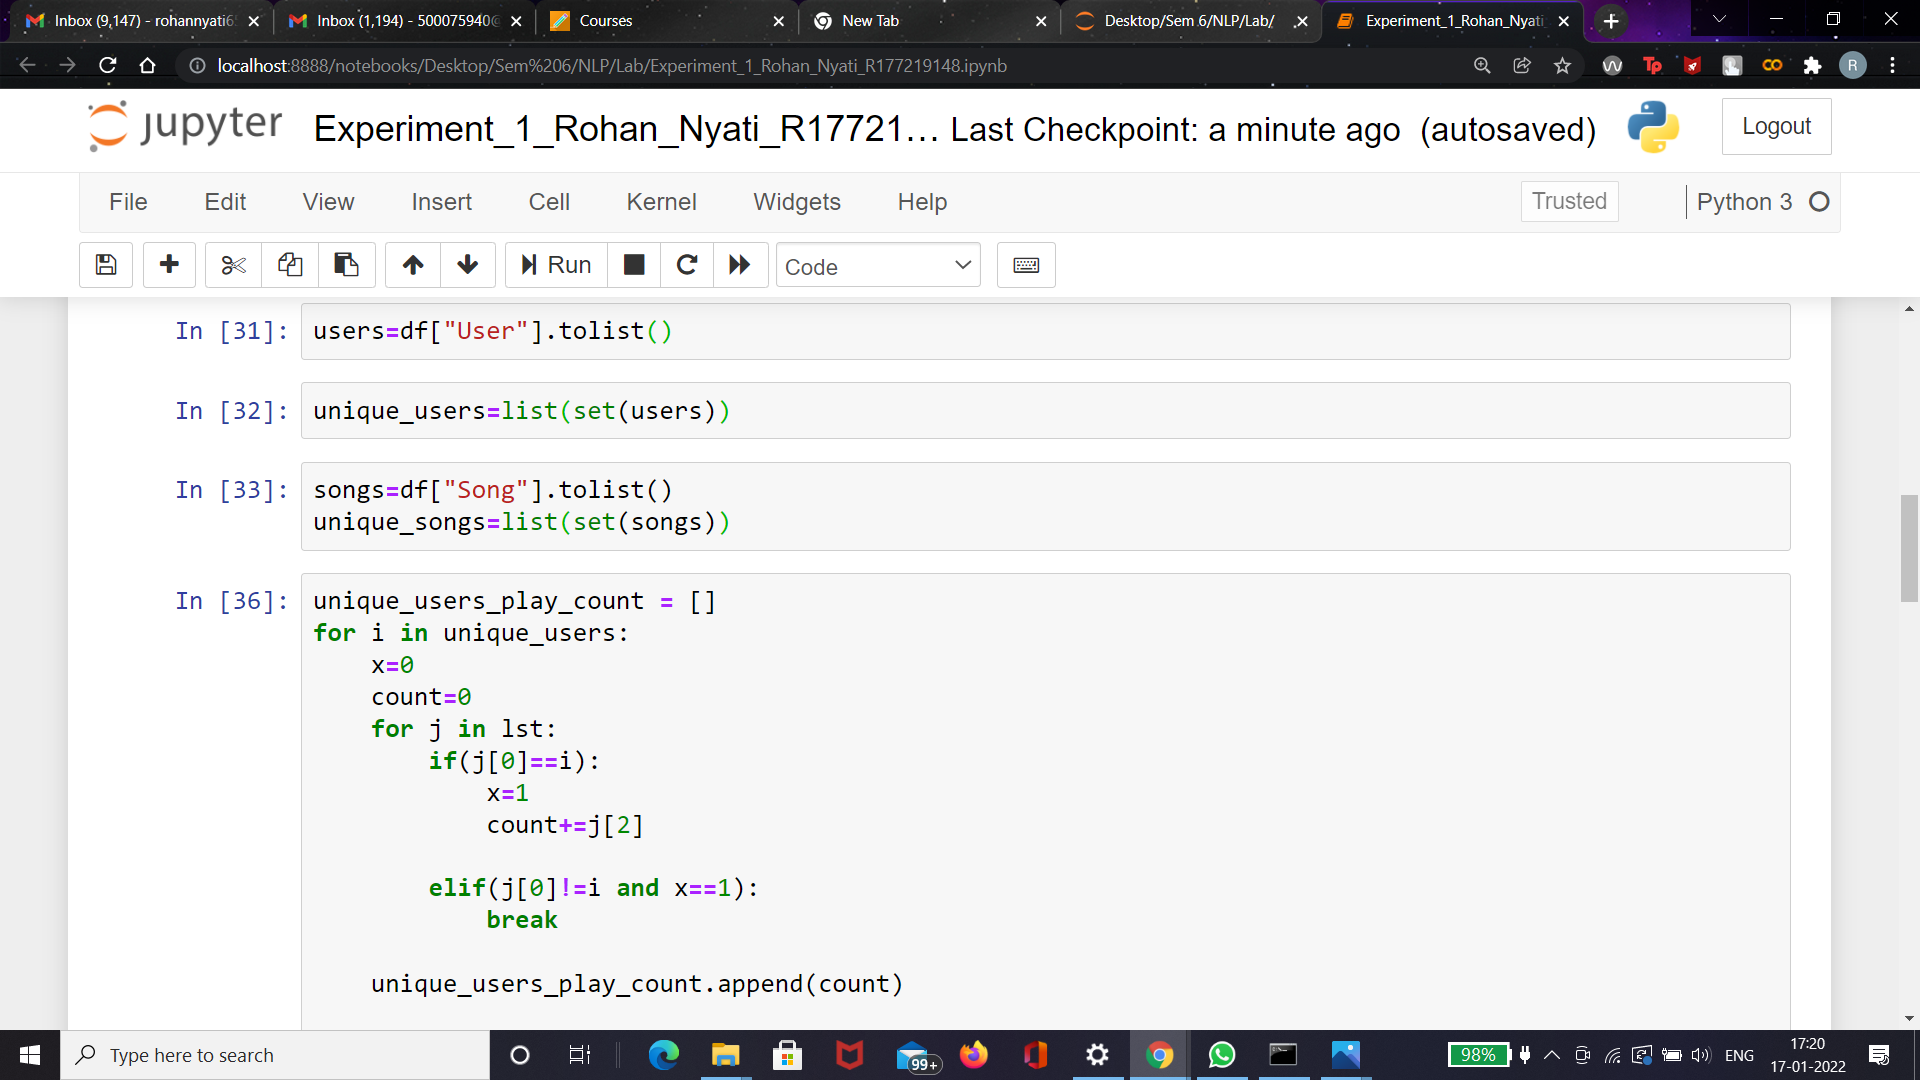 Inbox (9,147) - rohannyati6
Inbox (1,194) - 500075940@
Courses
New Tab
Desktop/Sem 6/NLP/Lab/
Experiment_1_Rohan_Nyati
localhost:8888/notebooks/Desktop/Sem%206/NLP/Lab/Experiment_1_Rohan_Nyati_R177219148.ipynb
Tp
R
jupyter
Experiment_1_Rohan_Nyati_R17721… Last Checkpoint: a minute ago (autosaved)
Logout
File Edit View Insert Cell Kernel Widgets Help
Trusted
Python 3
Run
Code
In [31]: users=df["User"].tolist()
In [32]: unique_users=list(set(users))
In [33]: songs=df["Song"].tolist()
unique_songs=list(set(songs))
In [36]: unique_users_play_count = []
for i in unique_users:
    x=0
    count=0
    for j in lst:
        if(j[0]==i):
            x=1
            count+=j[2]
        elif(j[0]!=i and x==1):
            break
    unique_users_play_count.append(count)
Type here to search
99+
98%
ENG
17:20
17-01-2022